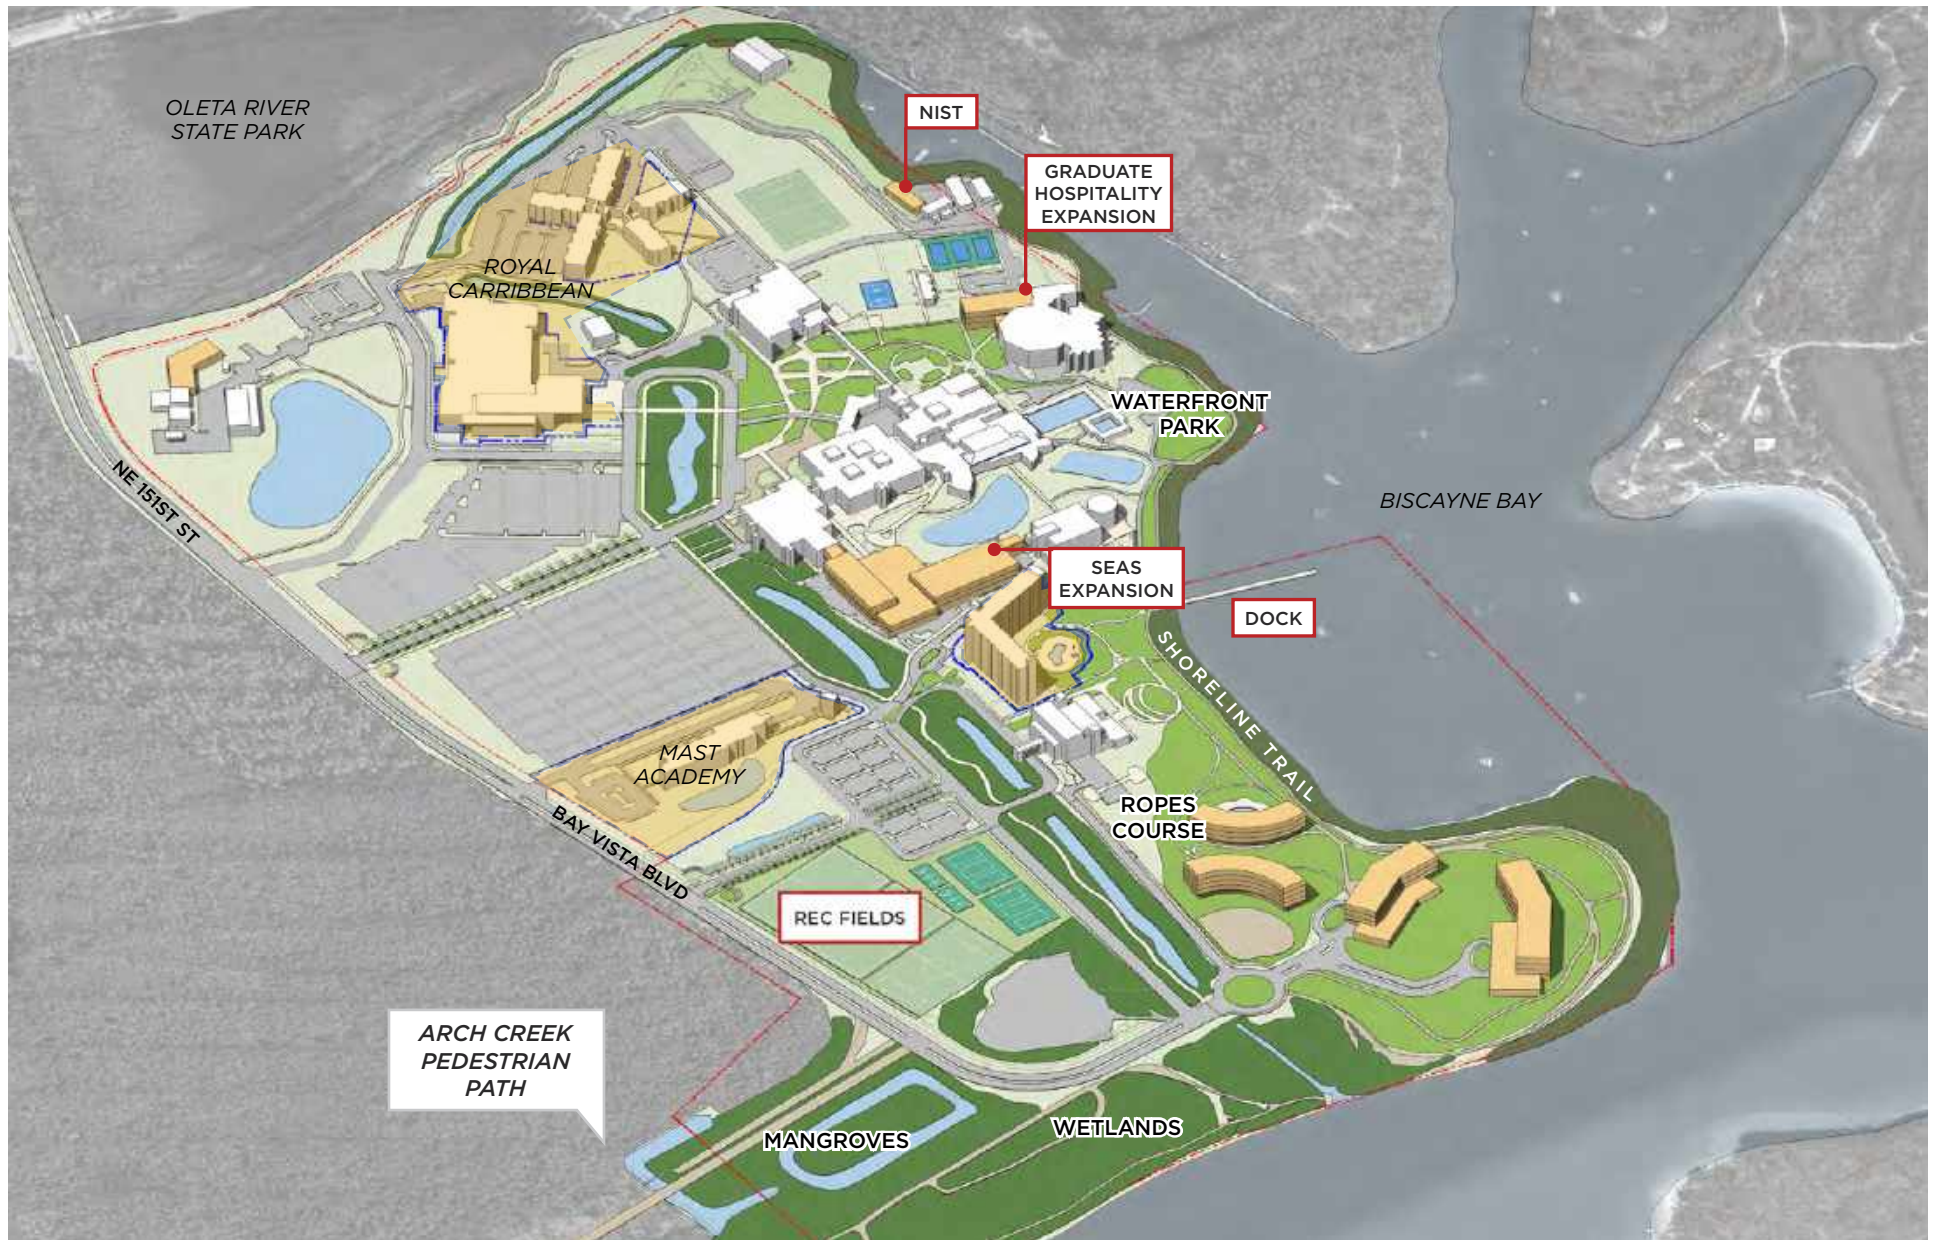 OLETA RIVER
STATE PARK
NIST
GRADUATE
HOSPITALITY
EXPANSION
ROYAL
CARRIBBEAN
WATERFRONT
PARK
NE 151ST ST
BISCAYNE BAY
SEAS
EXPANSION
DOCK
SHORELINE TRAIL
MAST
ACADEMY
ROPES
COURSE
BAY VISTA BLVD
REC FIELDS
ARCH CREEK
PEDESTRIAN
PATH
MANGROVES
WETLANDS